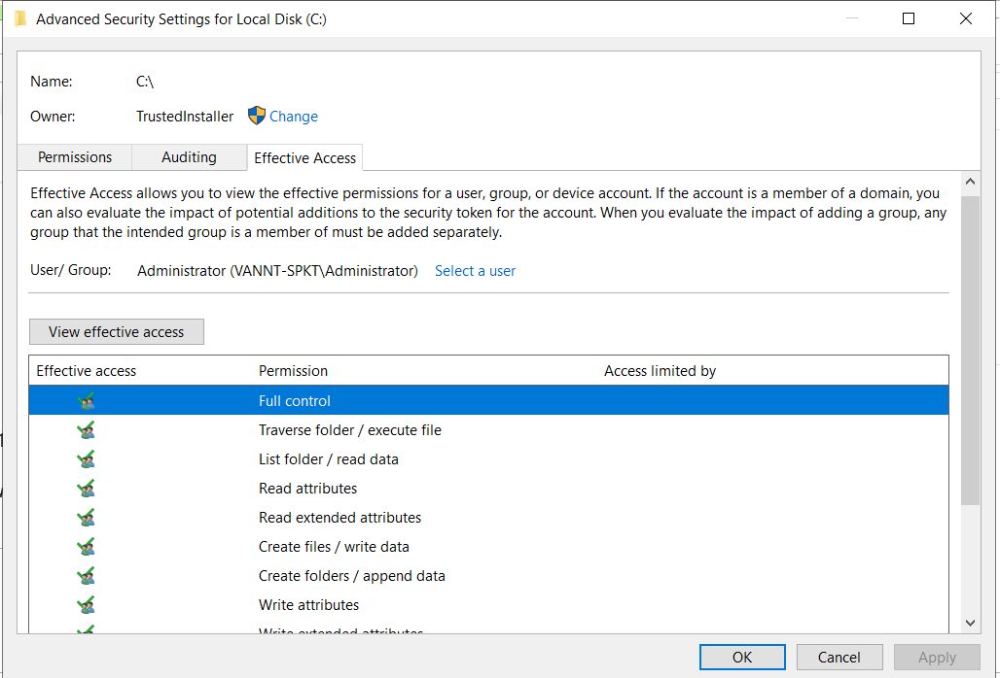 Advanced Security Settings for Local Disk (C:)
Name: C:\
Owner: TrustedInstaller Change
Permissions Auditing Effective Access
Effective Access allows you to view the effective permissions for a user, group, or device account. If the account is a member of a domain, you
can also evaluate the impact of potential additions to the security token for the account. When you evaluate the impact of adding a group, any
group that the intended group is a member of must be added separately.
User/ Group: Administrator (VANNT-SPKT\Administrator) Select a user
View effective access
Effective access Permission Access limited by
Full control
Traverse folder / execute file
List folder / read data
Read attributes
Read extended attributes
Create files / write data
Create folders / append data
Write attributes
Write extended attributes
OK Cancel Apply